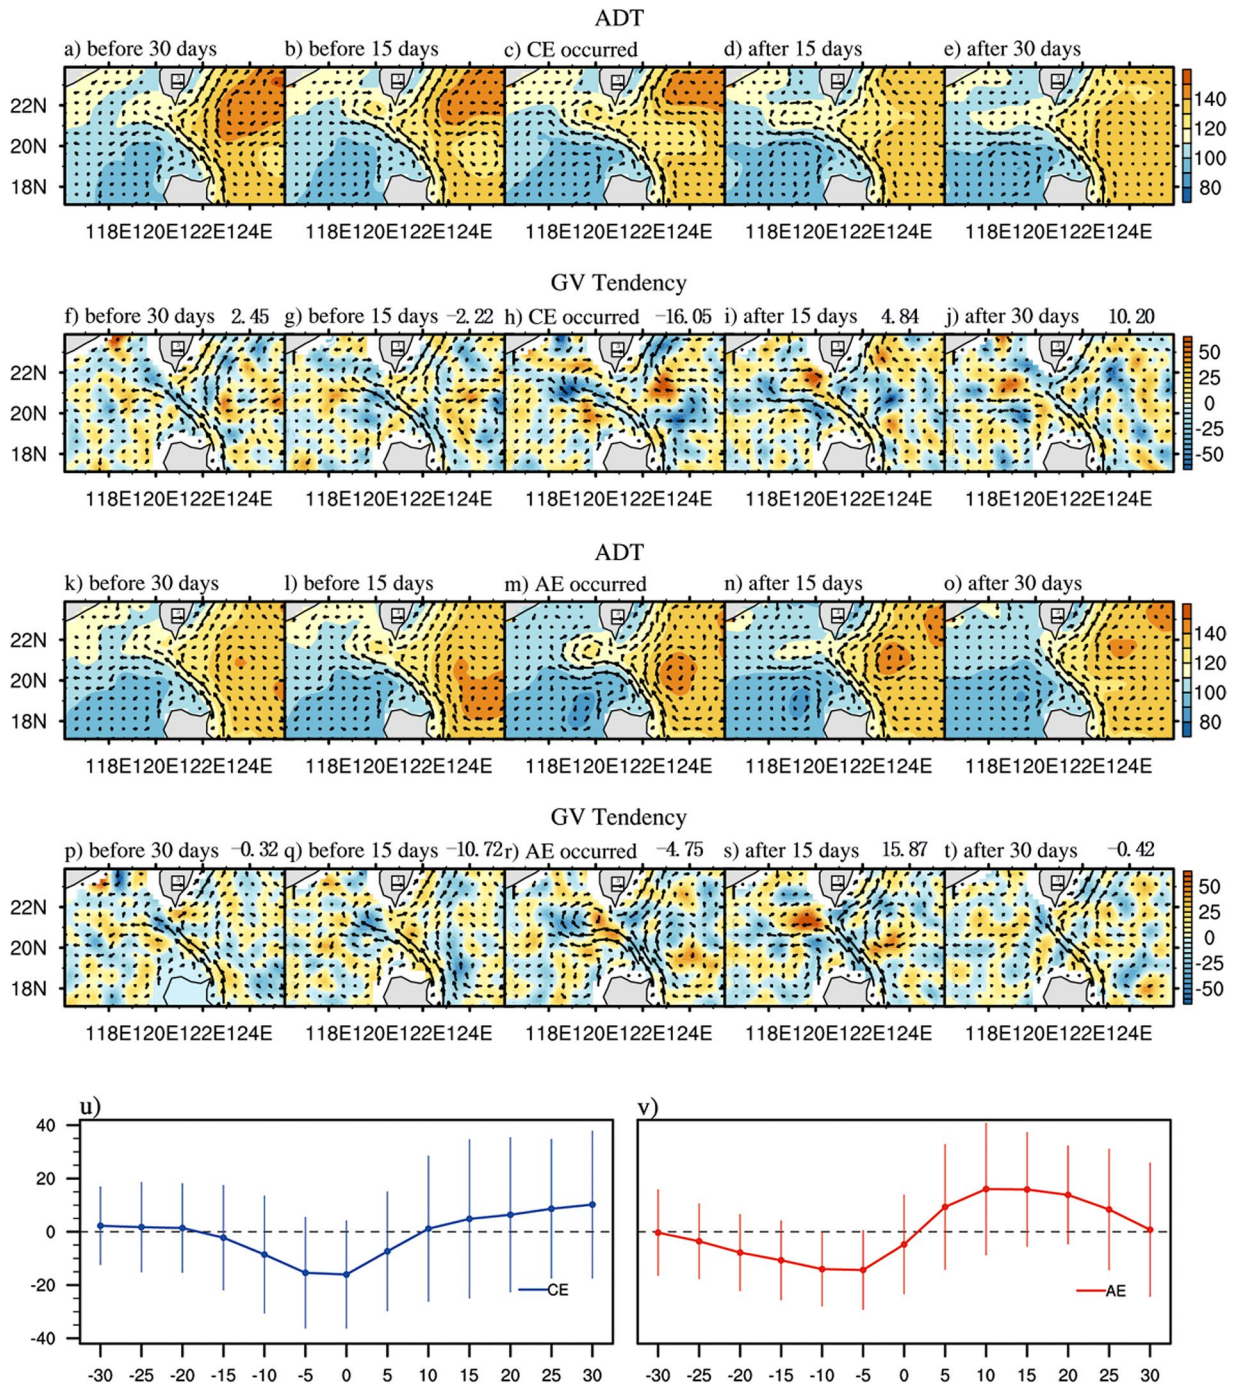 ADT
a) before 30 days b) before 15 days c) CE occurred d) after 15 days e) after 30 days
22N
20N
18N
140
120
100
80
118E120E122E124E 118E120E122E124E 118E120E122E124E 118E120E122E124E 118E120E122E124E
GV Tendency
f) before 30 days 2.45 g) before 15 days -2.22 h) CE occurred -16.05 i) after 15 days 4.84 j) after 30 days 10.20
22N
20N
18N
50
25
0
-25
-50
118E120E122E124E 118E120E122E124E 118E120E122E124E 118E120E122E124E 118E120E122E124E
ADT
k) before 30 days l) before 15 days m) AE occurred n) after 15 days o) after 30 days
22N
20N
18N
140
120
100
80
118E120E122E124E 118E120E122E124E 118E120E122E124E 118E120E122E124E 118E120E122E124E
GV Tendency
p) before 30 days -0.32 q) before 15 days -10.72 r) AE occurred -4.75 s) after 15 days 15.87 t) after 30 days -0.42
22N
20N
18N
50
25
0
-25
-50
118E120E122E124E 118E120E122E124E 118E120E122E124E 118E120E122E124E 118E120E122E124E
u) v)
40
20
0
-20
-40
CE
AE
-30 -25 -20 -15 -10 -5 0 5 10 15 20 25 30
-30 -25 -20 -15 -10 -5 0 5 10 15 20 25 30